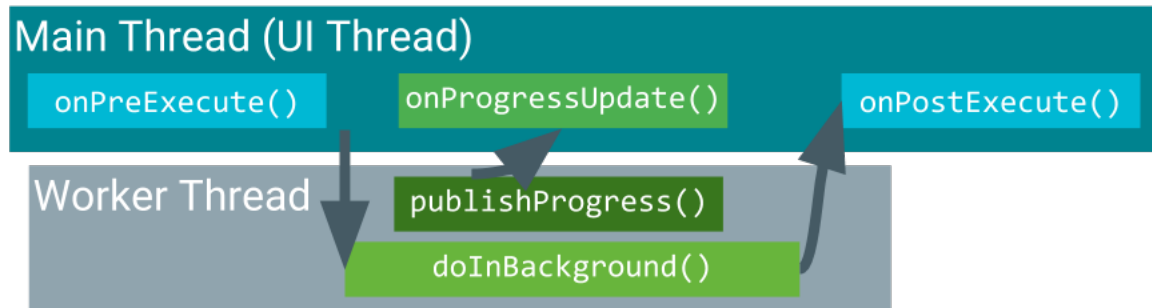 Main Thread (UI Thread)
onPreExecute()
onProgressUpdate()
onPostExecute()
Worker Thread
publishProgress()
doInBackground()